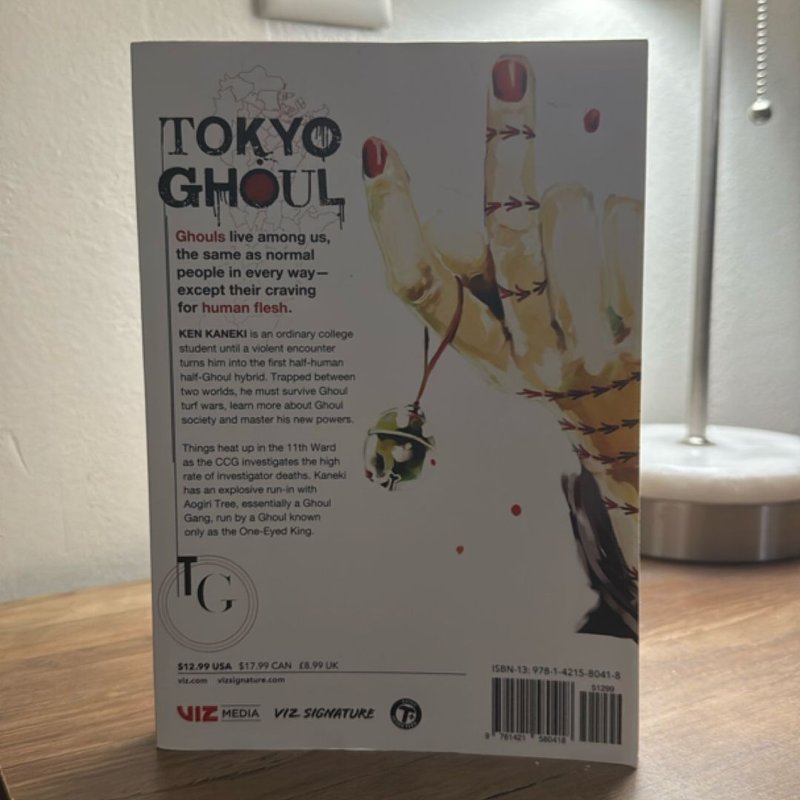 TOKYO
GHOUL
Ghouls live among us,
the same as normal
people in every way—
except their craving
for human flesh.
KEN KANEKI is an ordinary college
student until a violent encounter
turns him into the first half-human
half-Ghoul hybrid. Trapped between
two worlds, he must survive Ghoul
turf wars, learn more about Ghoul
society and master his new powers.
Things heat up in the 11th Ward
as the CCG investigates the high
rate of investigator deaths. Kaneki
has an explosive run-in with
Aogiri Tree, essentially a Ghoul
Gang, run by a Ghoul known
only as the One-Eyed King.
TG
$12.99 USA $17.99 CAN £8.99 UK
viz.com vizsignature.com
VIZ MEDIA VIZ SIGNATURE T+
ISBN-13: 978-1-4215-8041-8
51299
9 781421 580418